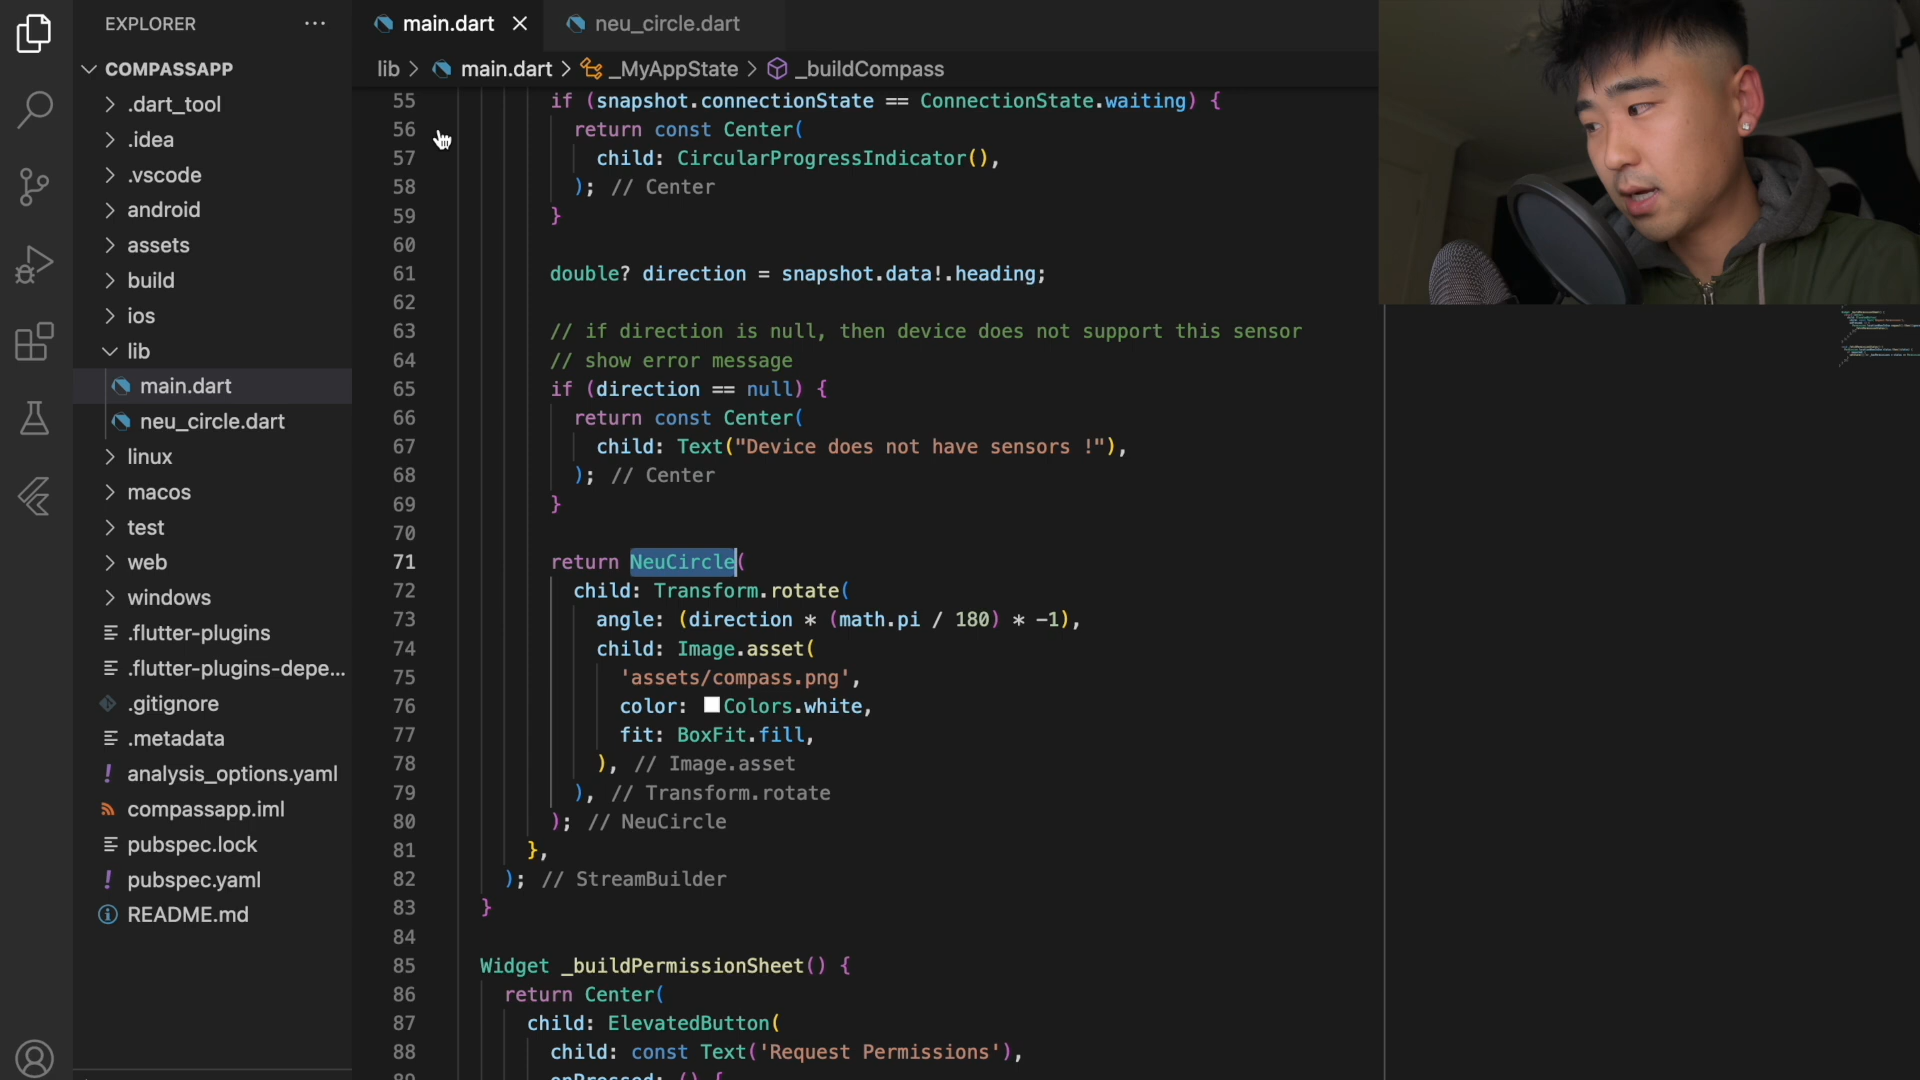 EXPLORER
COMPASSAPP
.dart_tool
.idea
.vscode
android
assets
build
ios
lib
main.dart
neu_circle.dart
linux
macos
test
web
windows
.flutter-plugins
.flutter-plugins-depe...
.gitignore
.metadata
analysis_options.yaml
compassapp.iml
pubspec.lock
pubspec.yaml
README.md
main.dart
neu_circle.dart
lib > main.dart > _MyAppState > _buildCompass
55 if (snapshot.connectionState == ConnectionState.waiting) {
56 return const Center(
57 child: CircularProgressIndicator(),
58 ); // Center
59 }
60
61 double? direction = snapshot.data!.heading;
62
63 // if direction is null, then device does not support this sensor
64 // show error message
65 if (direction == null) {
66 return const Center(
67 child: Text("Device does not have sensors !"),
68 ); // Center
69 }
70
71 return NeuCircle(
72 child: Transform.rotate(
73 angle: (direction * (math.pi / 180) * -1),
74 child: Image.asset(
75 'assets/compass.png',
76 color: Colors.white,
77 fit: BoxFit.fill,
78 ), // Image.asset
79 ), // Transform.rotate
80 ); // NeuCircle
81 },
82 ); // StreamBuilder
83 }
84
85 Widget _buildPermissionSheet() {
86 return Center(
87 child: ElevatedButton(
88 child: const Text('Request Permissions'),
89 onPressed: () {